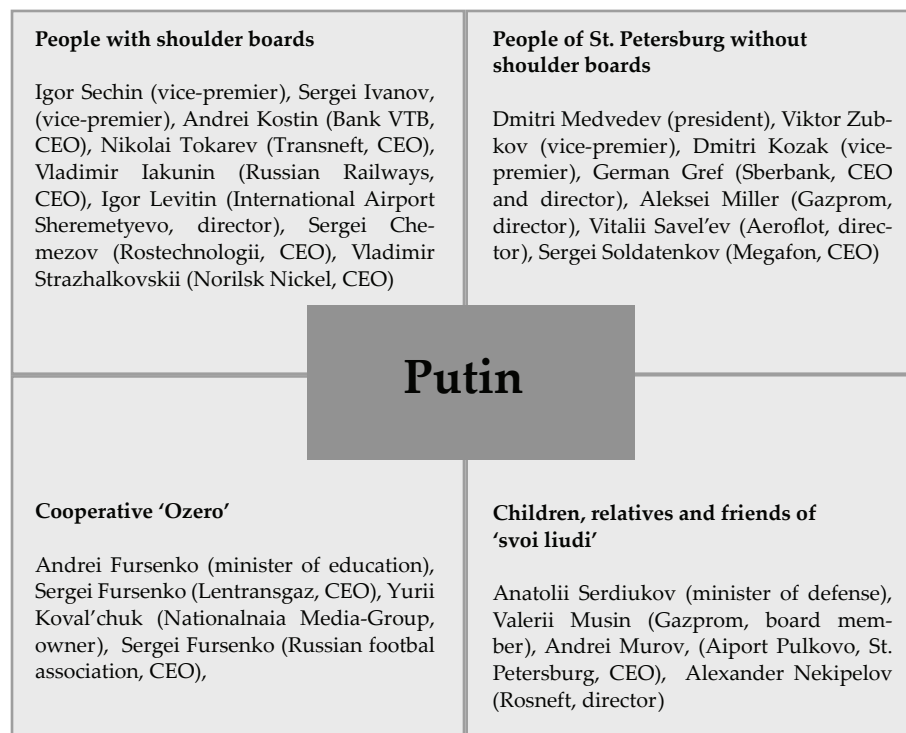 People with shoulder boards
Igor Sechin (vice-premier), Sergei Ivanov,
(vice-premier), Andrei Kostin (Bank VTB,
CEO), Nikolai Tokarev (Transneft, CEO),
Vladimir Iakunin (Russian Railways,
CEO), Igor Levitin (International Airport
Sheremetyevo, director), Sergei Che-
mezov (Rostechnologii, CEO), Vladimir
Strazhalkovskii (Norilsk Nickel, CEO)
People of St. Petersburg without
shoulder boards
Dmitri Medvedev (president), Viktor Zub-
kov (vice-premier), Dmitri Kozak (vice-
premier), German Gref (Sberbank, CEO
and director), Aleksei Miller (Gazprom,
director), Vitalii Savel'ev (Aeroflot, direc-
tor), Sergei Soldatenkov (Megafon, CEO)
Putin
Cooperative ‘Ozero’
Andrei Fursenko (minister of education),
Sergei Fursenko (Lentransgaz, CEO), Yurii
Koval’chuk (Nationalnaia Media-Group,
owner), Sergei Fursenko (Russian footbal
association, CEO),
Children, relatives and friends of
‘svoi liudi’
Anatolii Serdiukov (minister of defense),
Valerii Musin (Gazprom, board mem-
ber), Andrei Murov, (Aiport Pulkovo, St.
Petersburg, CEO), Alexander Nekipelov
(Rosneft, director)